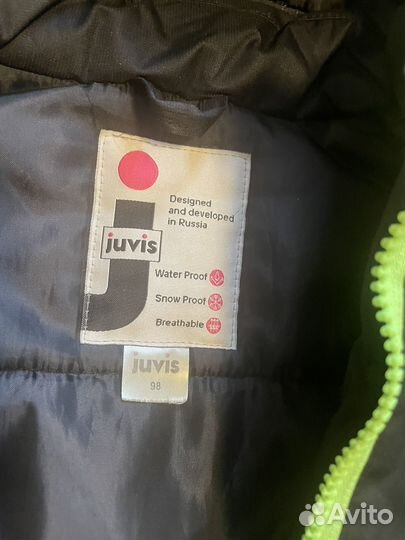 Designed
and developed
in Russia
juvis
Water Proof
Snow Proof
Breathable
juvis
98
Avito